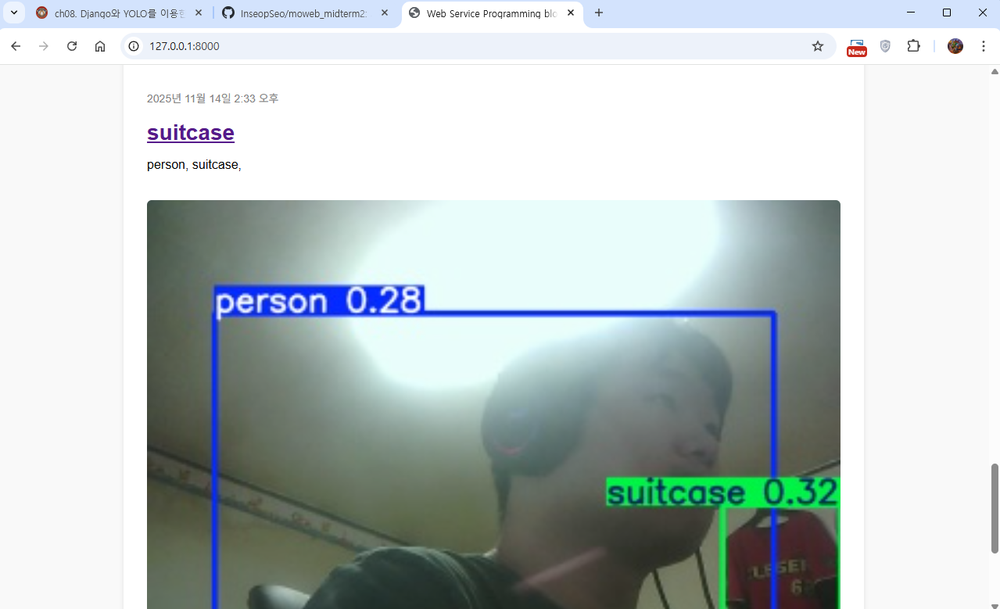 ch08. Django와 YOLO를 이용한
InseopSeo/moweb_midterm2:
Web Service Programming blo
127.0.0.1:8000
New
2025년 11월 14일 2:33 오후
suitcase
person, suitcase,
person 0.28
suitcase 0.32
6